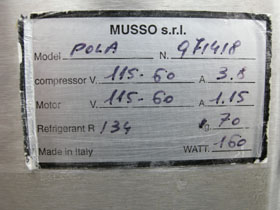 MUSSO s.r.l.
Model POLA N. 971418
compressor V. 115-60 A 3.8
Motor V. 115-60 A 1.15
Refrigerant R 134 g. 70
Made in Italy WATT. 160